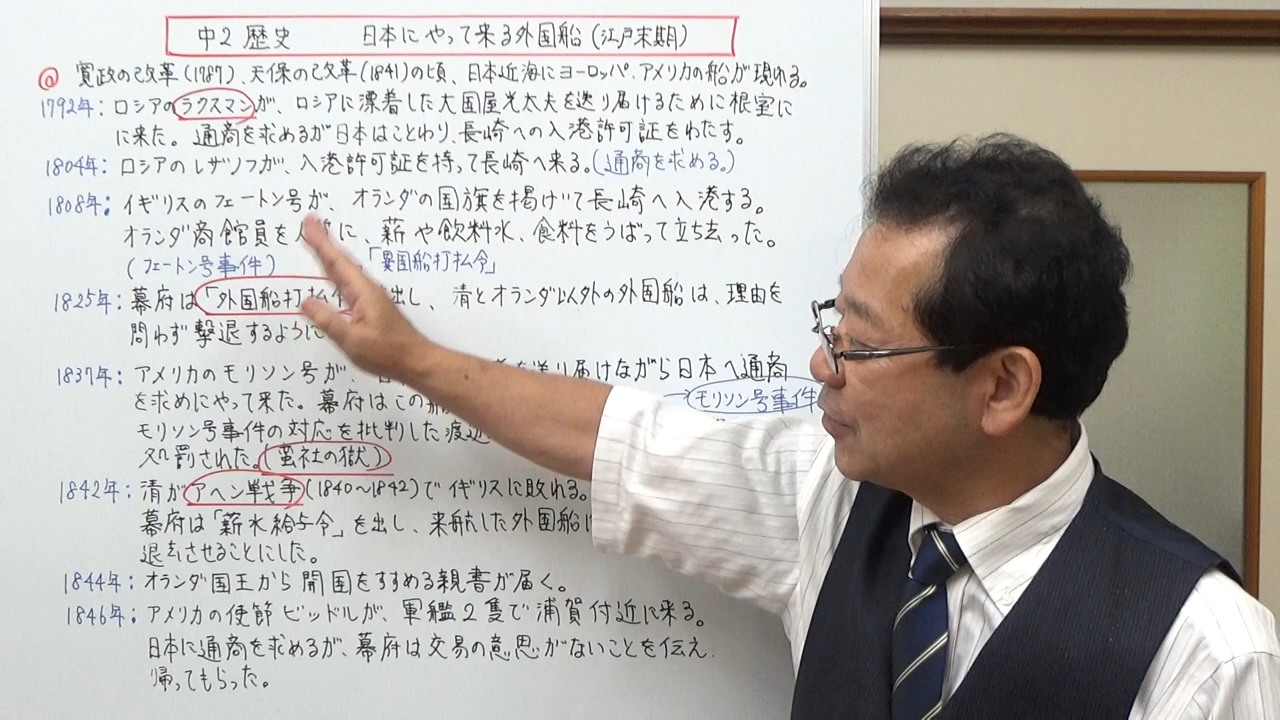 中2 歴史　日本にやって来る外国船(江戸末期)
◎ 寛政の改革(1787)、天保の改革(1841)の頃、日本近海にヨーロッパ、アメリカの船が現れる。
1792年: ロシアのラクスマンが、ロシアに漂着した大国屋光太夫を送り届けるために根室に
に来た。通商を求めるが日本はことわり、長崎への入港許可証をわたす。
1804年: ロシアのレザノフが、入港許可証を持って長崎へ来る。(通商を求める。)
1808年: イギリスのフェートン号が、オランダの国旗を掲げて長崎へ入港する。
オランダ商館員を人質に、薪や飲料水、食料をうばって立ち去った。
(フェートン号事件)　「異国船打払令」
1825年: 幕府は「外国船打払 出し、清とオランダ以外の外国船は、理由を
問わず撃退するように
1837年: アメリカのモリソン号が、 を送り届けながら日本へ通商
を求めにやって来た。幕府はこの →モリソン号事件
モリソン号事件の対応を批判した渡辺
処罰された。(蛮社の獄)
1842年: 清がアヘン戦争(1840〜1842)でイギリスに敗れる。
幕府は「薪水給与令」を出し、来航した外国船に
退去させることにした。
1844年: オランダ国王から開国をすすめる親書が届く。
1846年: アメリカの使節ビッドルが、軍艦2隻で浦賀付近に来る。
日本に通商を求めるが、幕府は交易の意思がないことを伝え、
帰ってもらった。